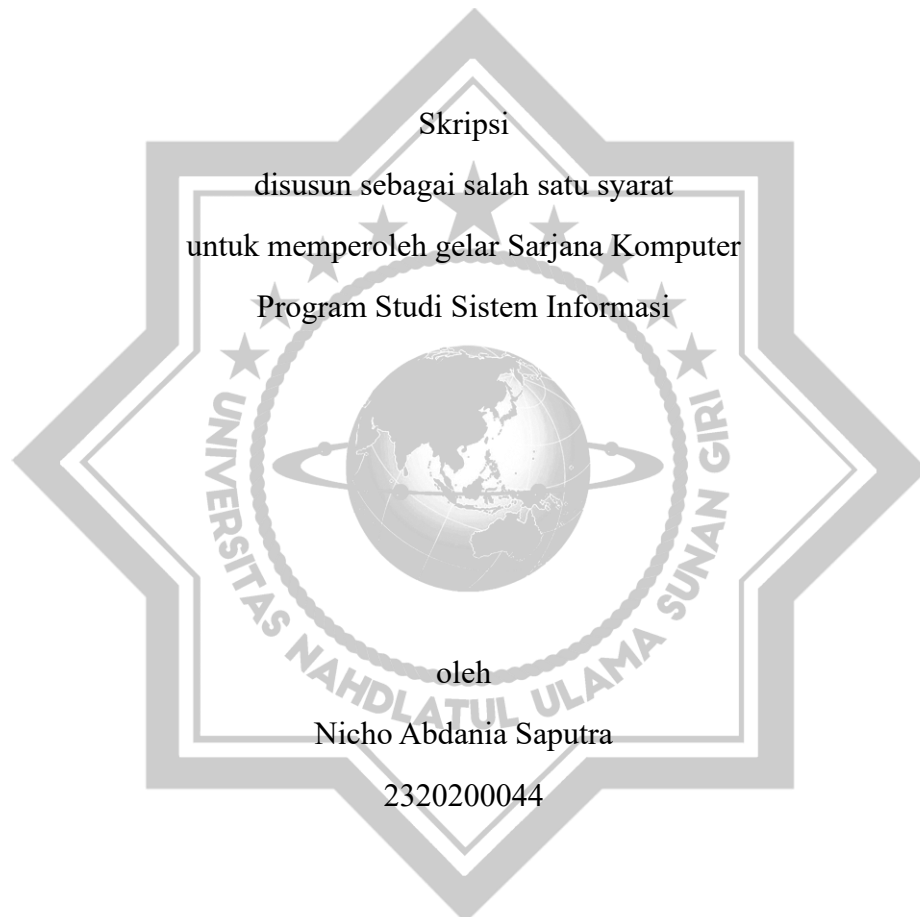 Skripsi
disusun sebagai salah satu syarat
untuk memperoleh gelar Sarjana Komputer
Program Studi Sistem Informasi
UNIVERSITAS NAHDLATUL ULAMA SUNAN GIRI
oleh
Nicho Abdania Saputra
2320200044